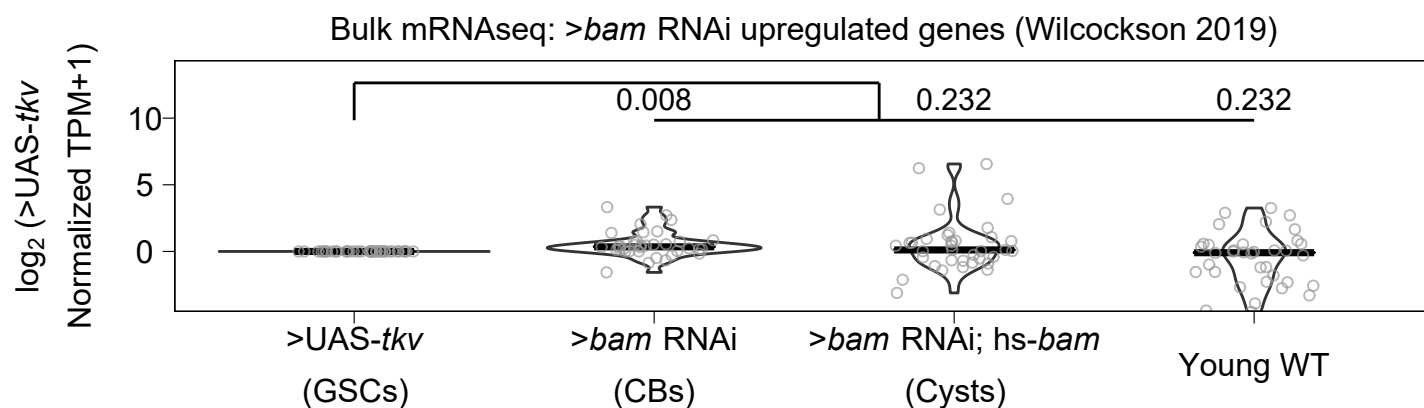 Bulk mRNAseq: >bam RNAi upregulated genes (Wilcockson 2019)
log₂ (>UAS-tkv
Normalized TPM+1)
10
5
0
0.008
0.232
0.232
>UAS-tkv
(GSCs)
>bam RNAi
(CBs)
>bam RNAi; hs-bam
(Cysts)
Young WT